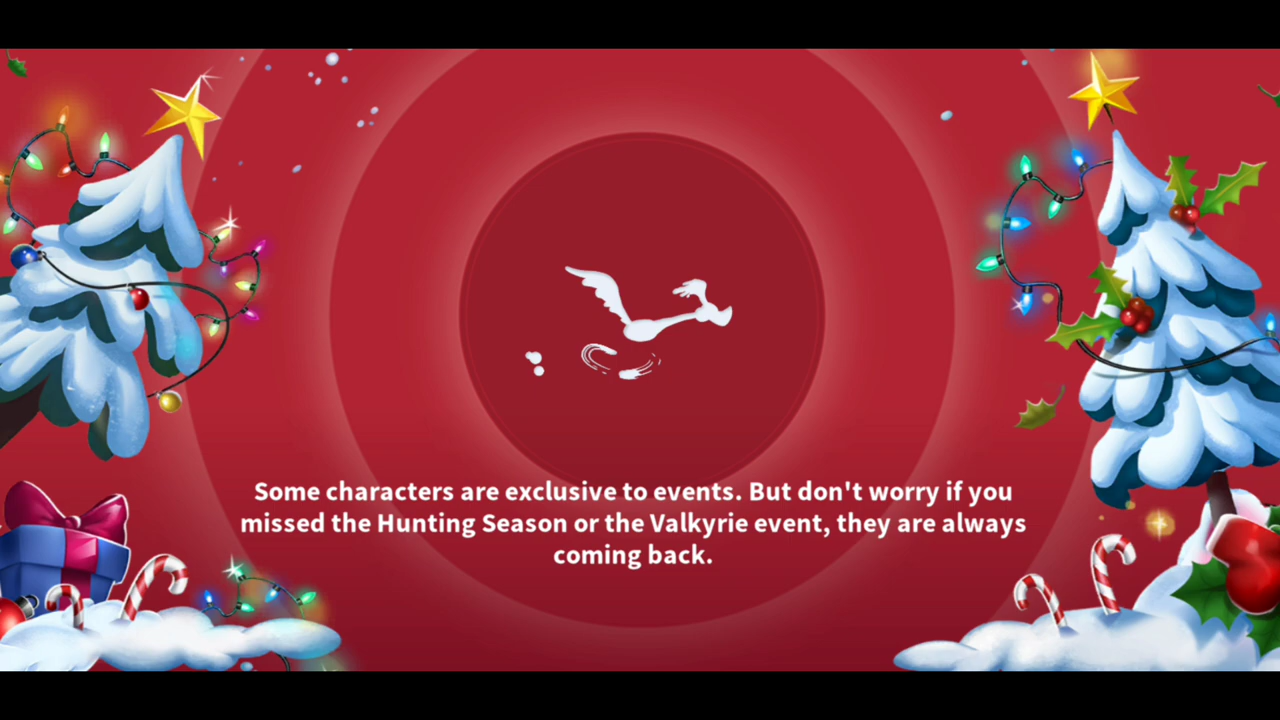 Some characters are exclusive to events. But don't worry if you
missed the Hunting Season or the Valkyrie event, they are always
coming back.